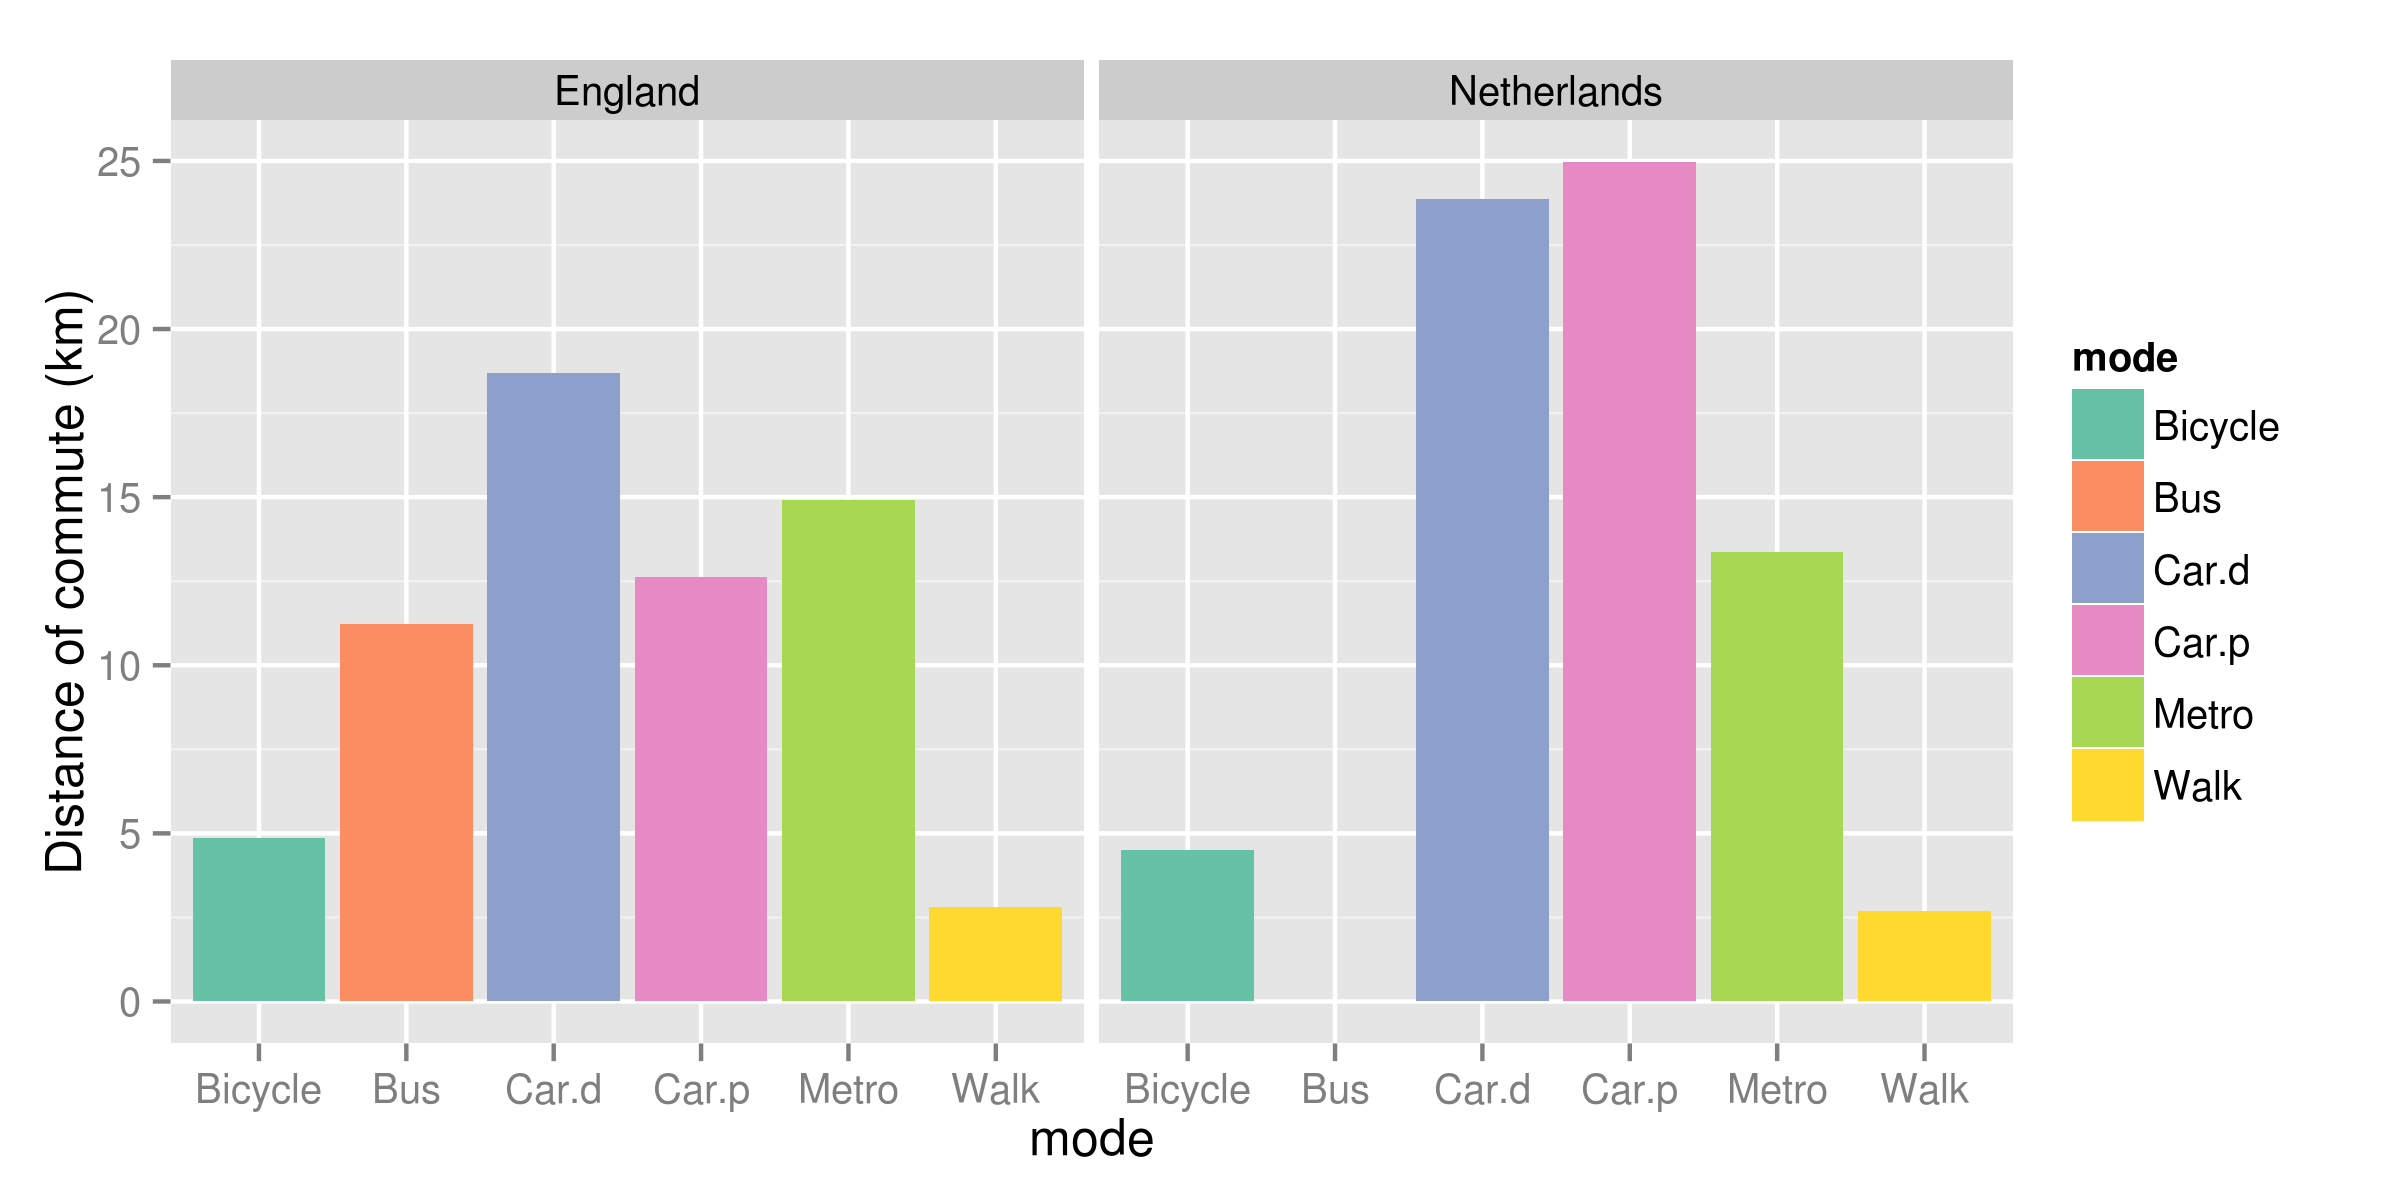 England
Netherlands
Distance of commute (km)
25
20
15
10
5
0
Bicycle Bus Car.d Car.p Metro Walk
Bicycle Bus Car.d Car.p Metro Walk
mode
mode
Bicycle
Bus
Car.d
Car.p
Metro
Walk